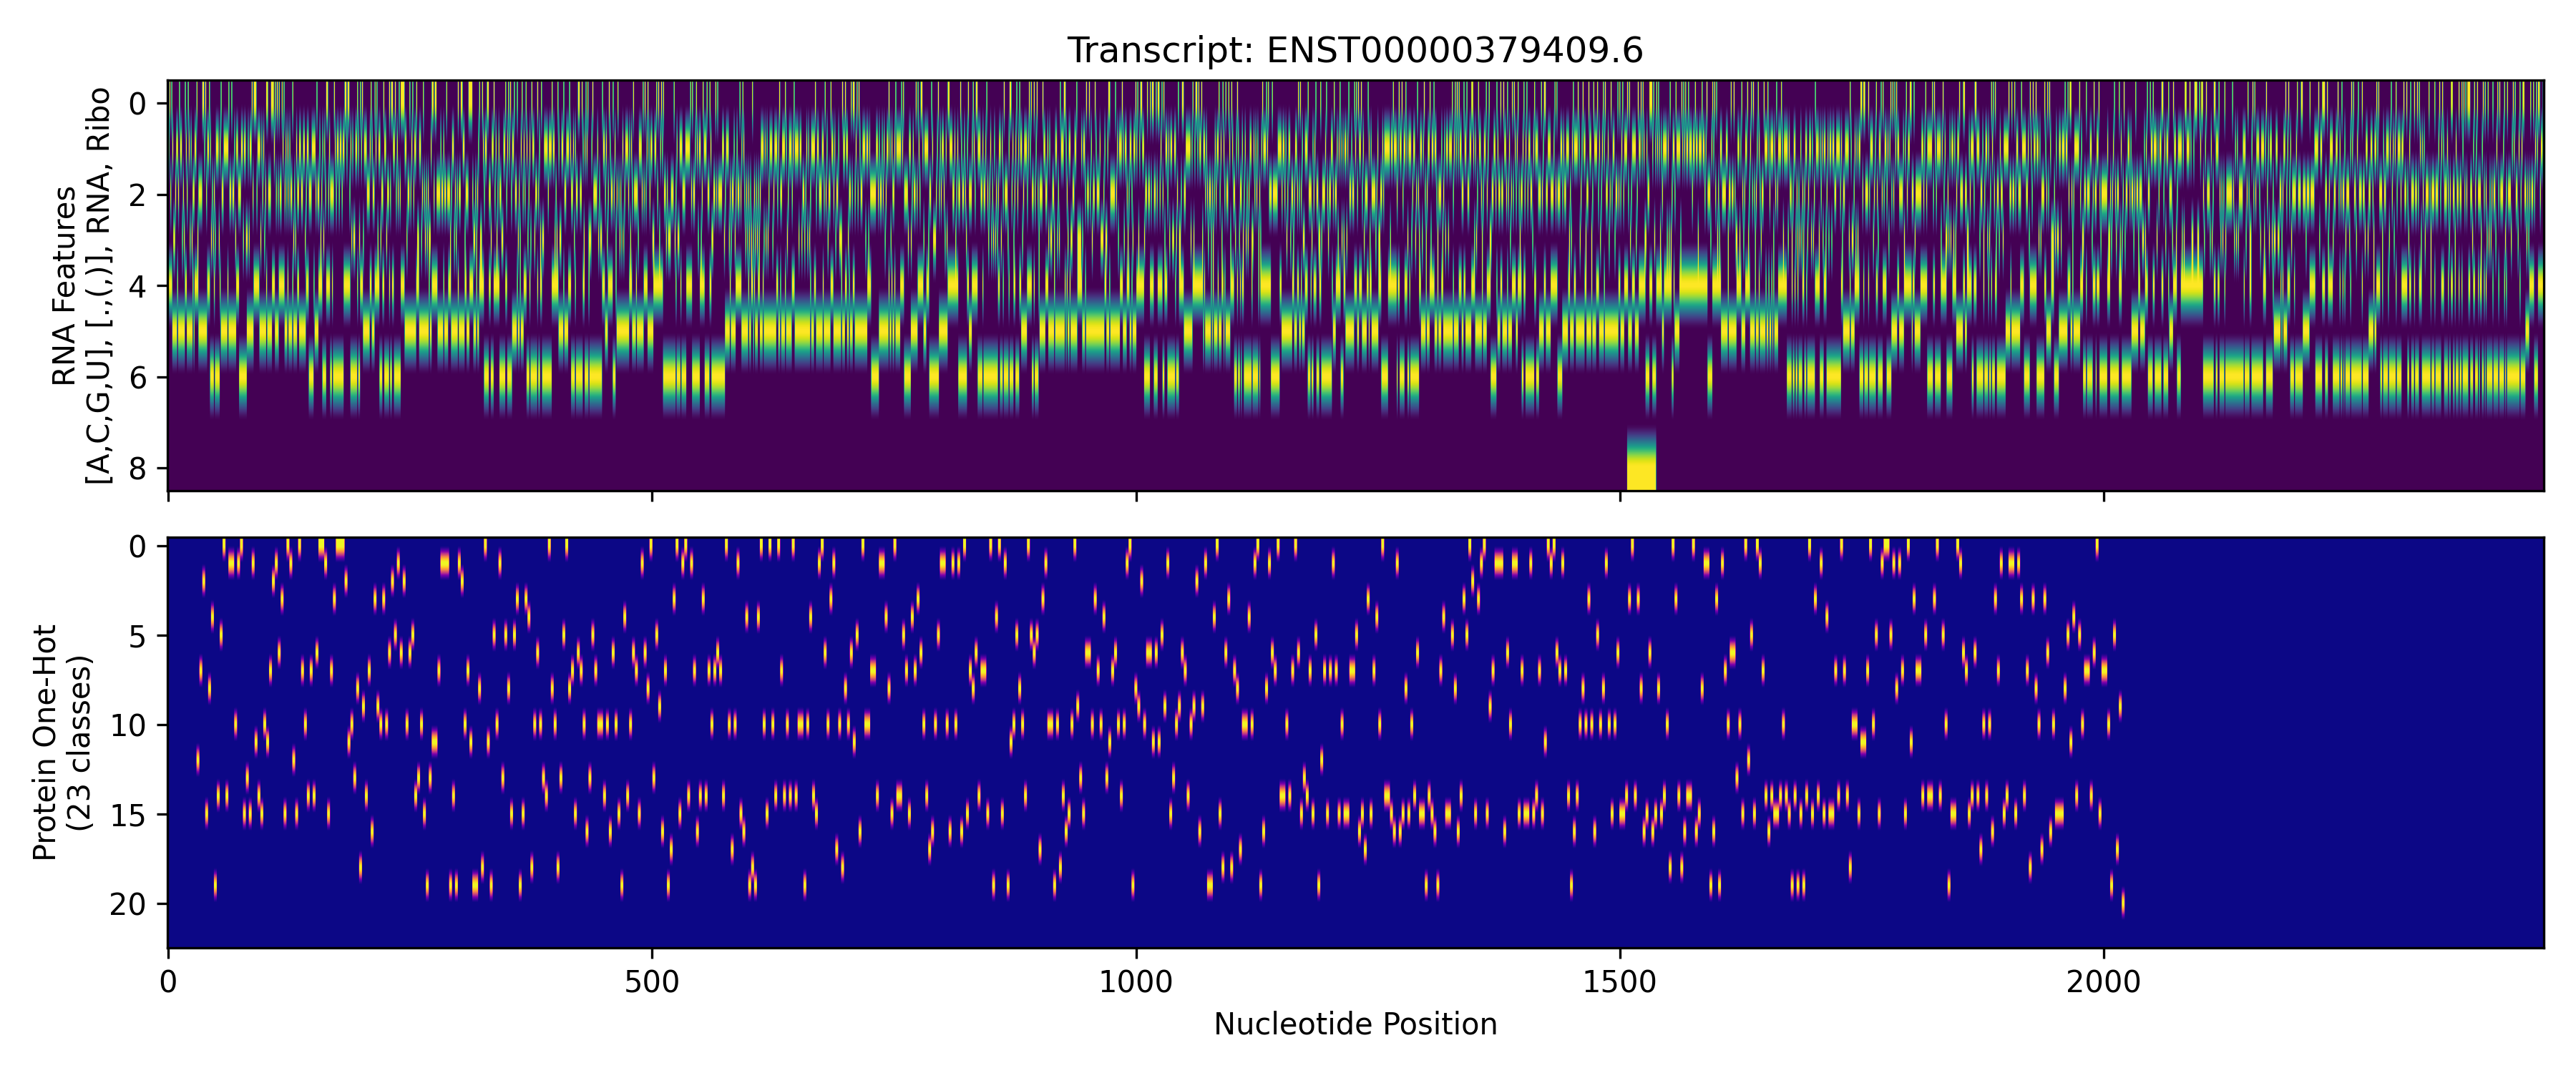 Transcript: ENST00000379409.6
RNA Features
[A,C,G,U], [.,(,)], RNA, Ribo
0
2
4
6
8
Protein One-Hot
(23 classes)
0
5
10
15
20
0 500 1000 1500 2000
Nucleotide Position